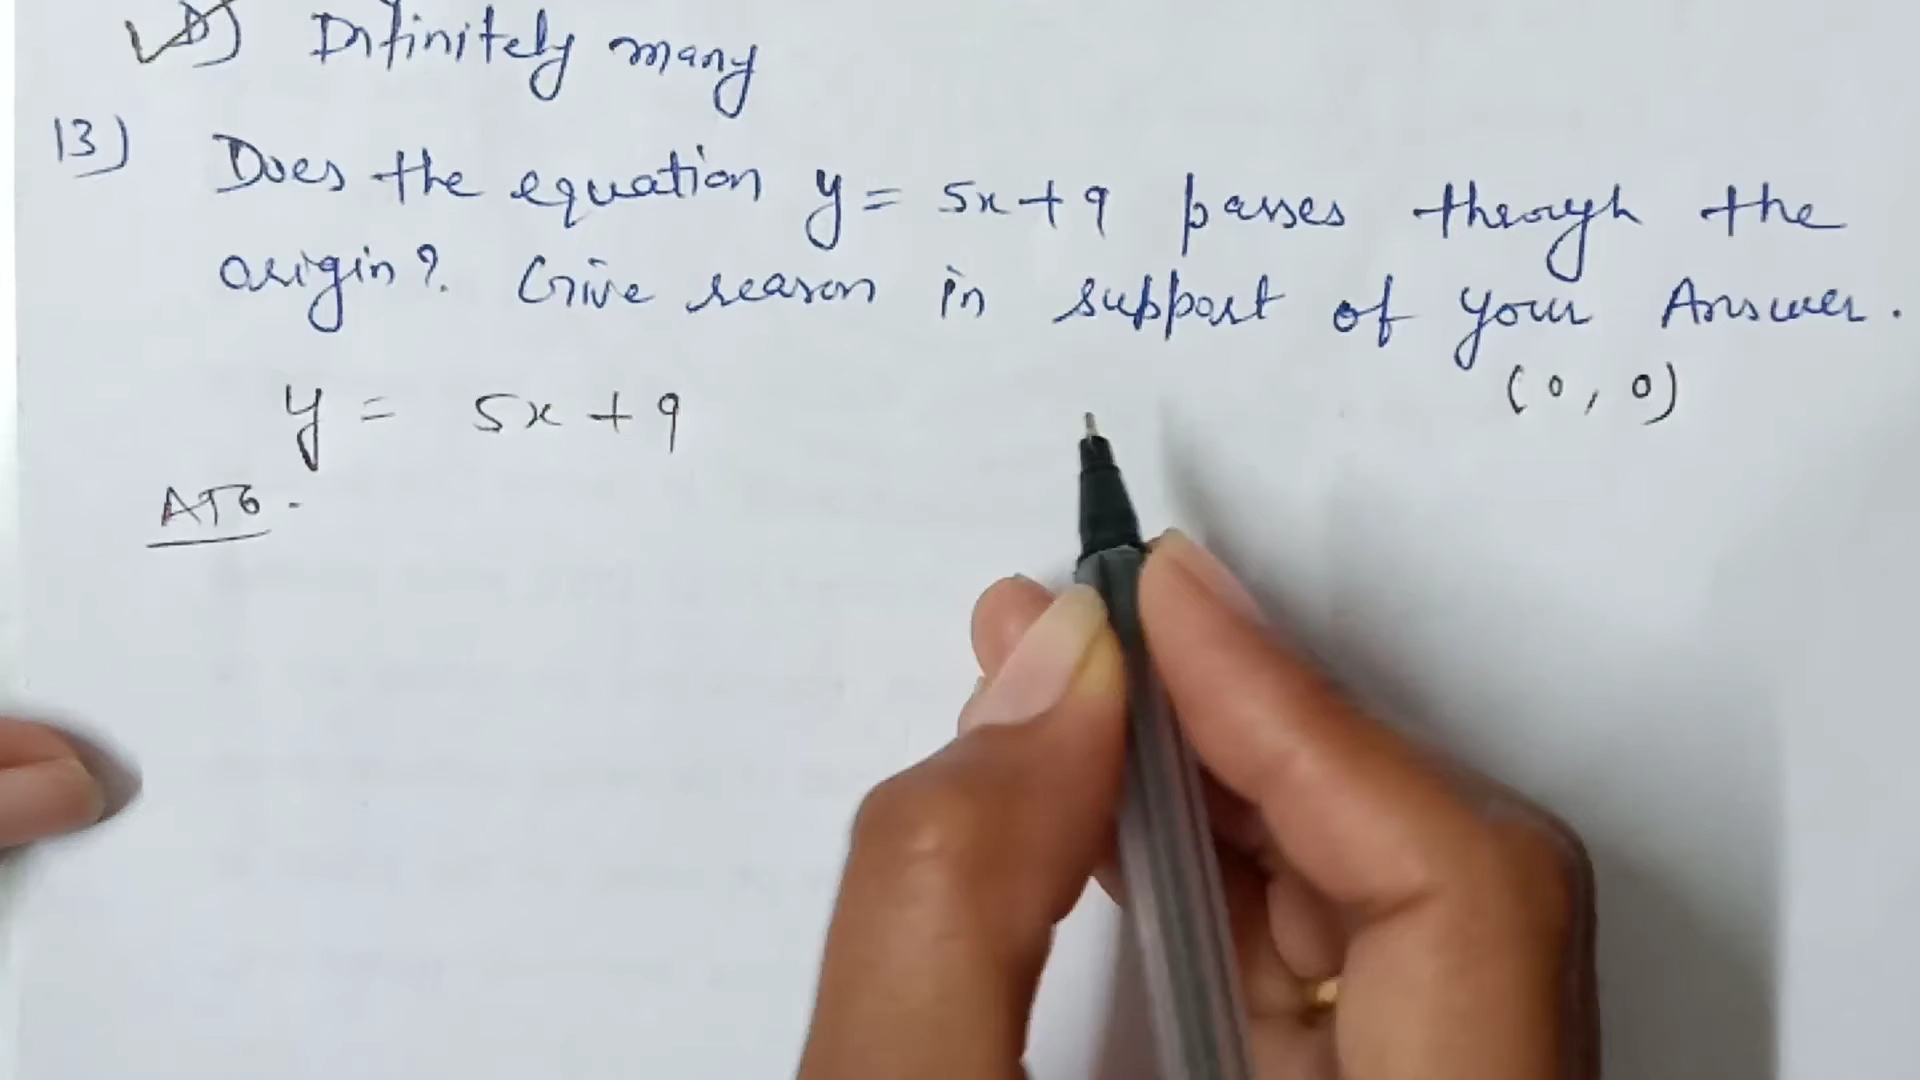 D) Infinitely many
13) Does the equation y = 5x+9 passes through the
origin? Give reason in support of your Answer.
(0, 0)
y = 5x + 9
ATQ.